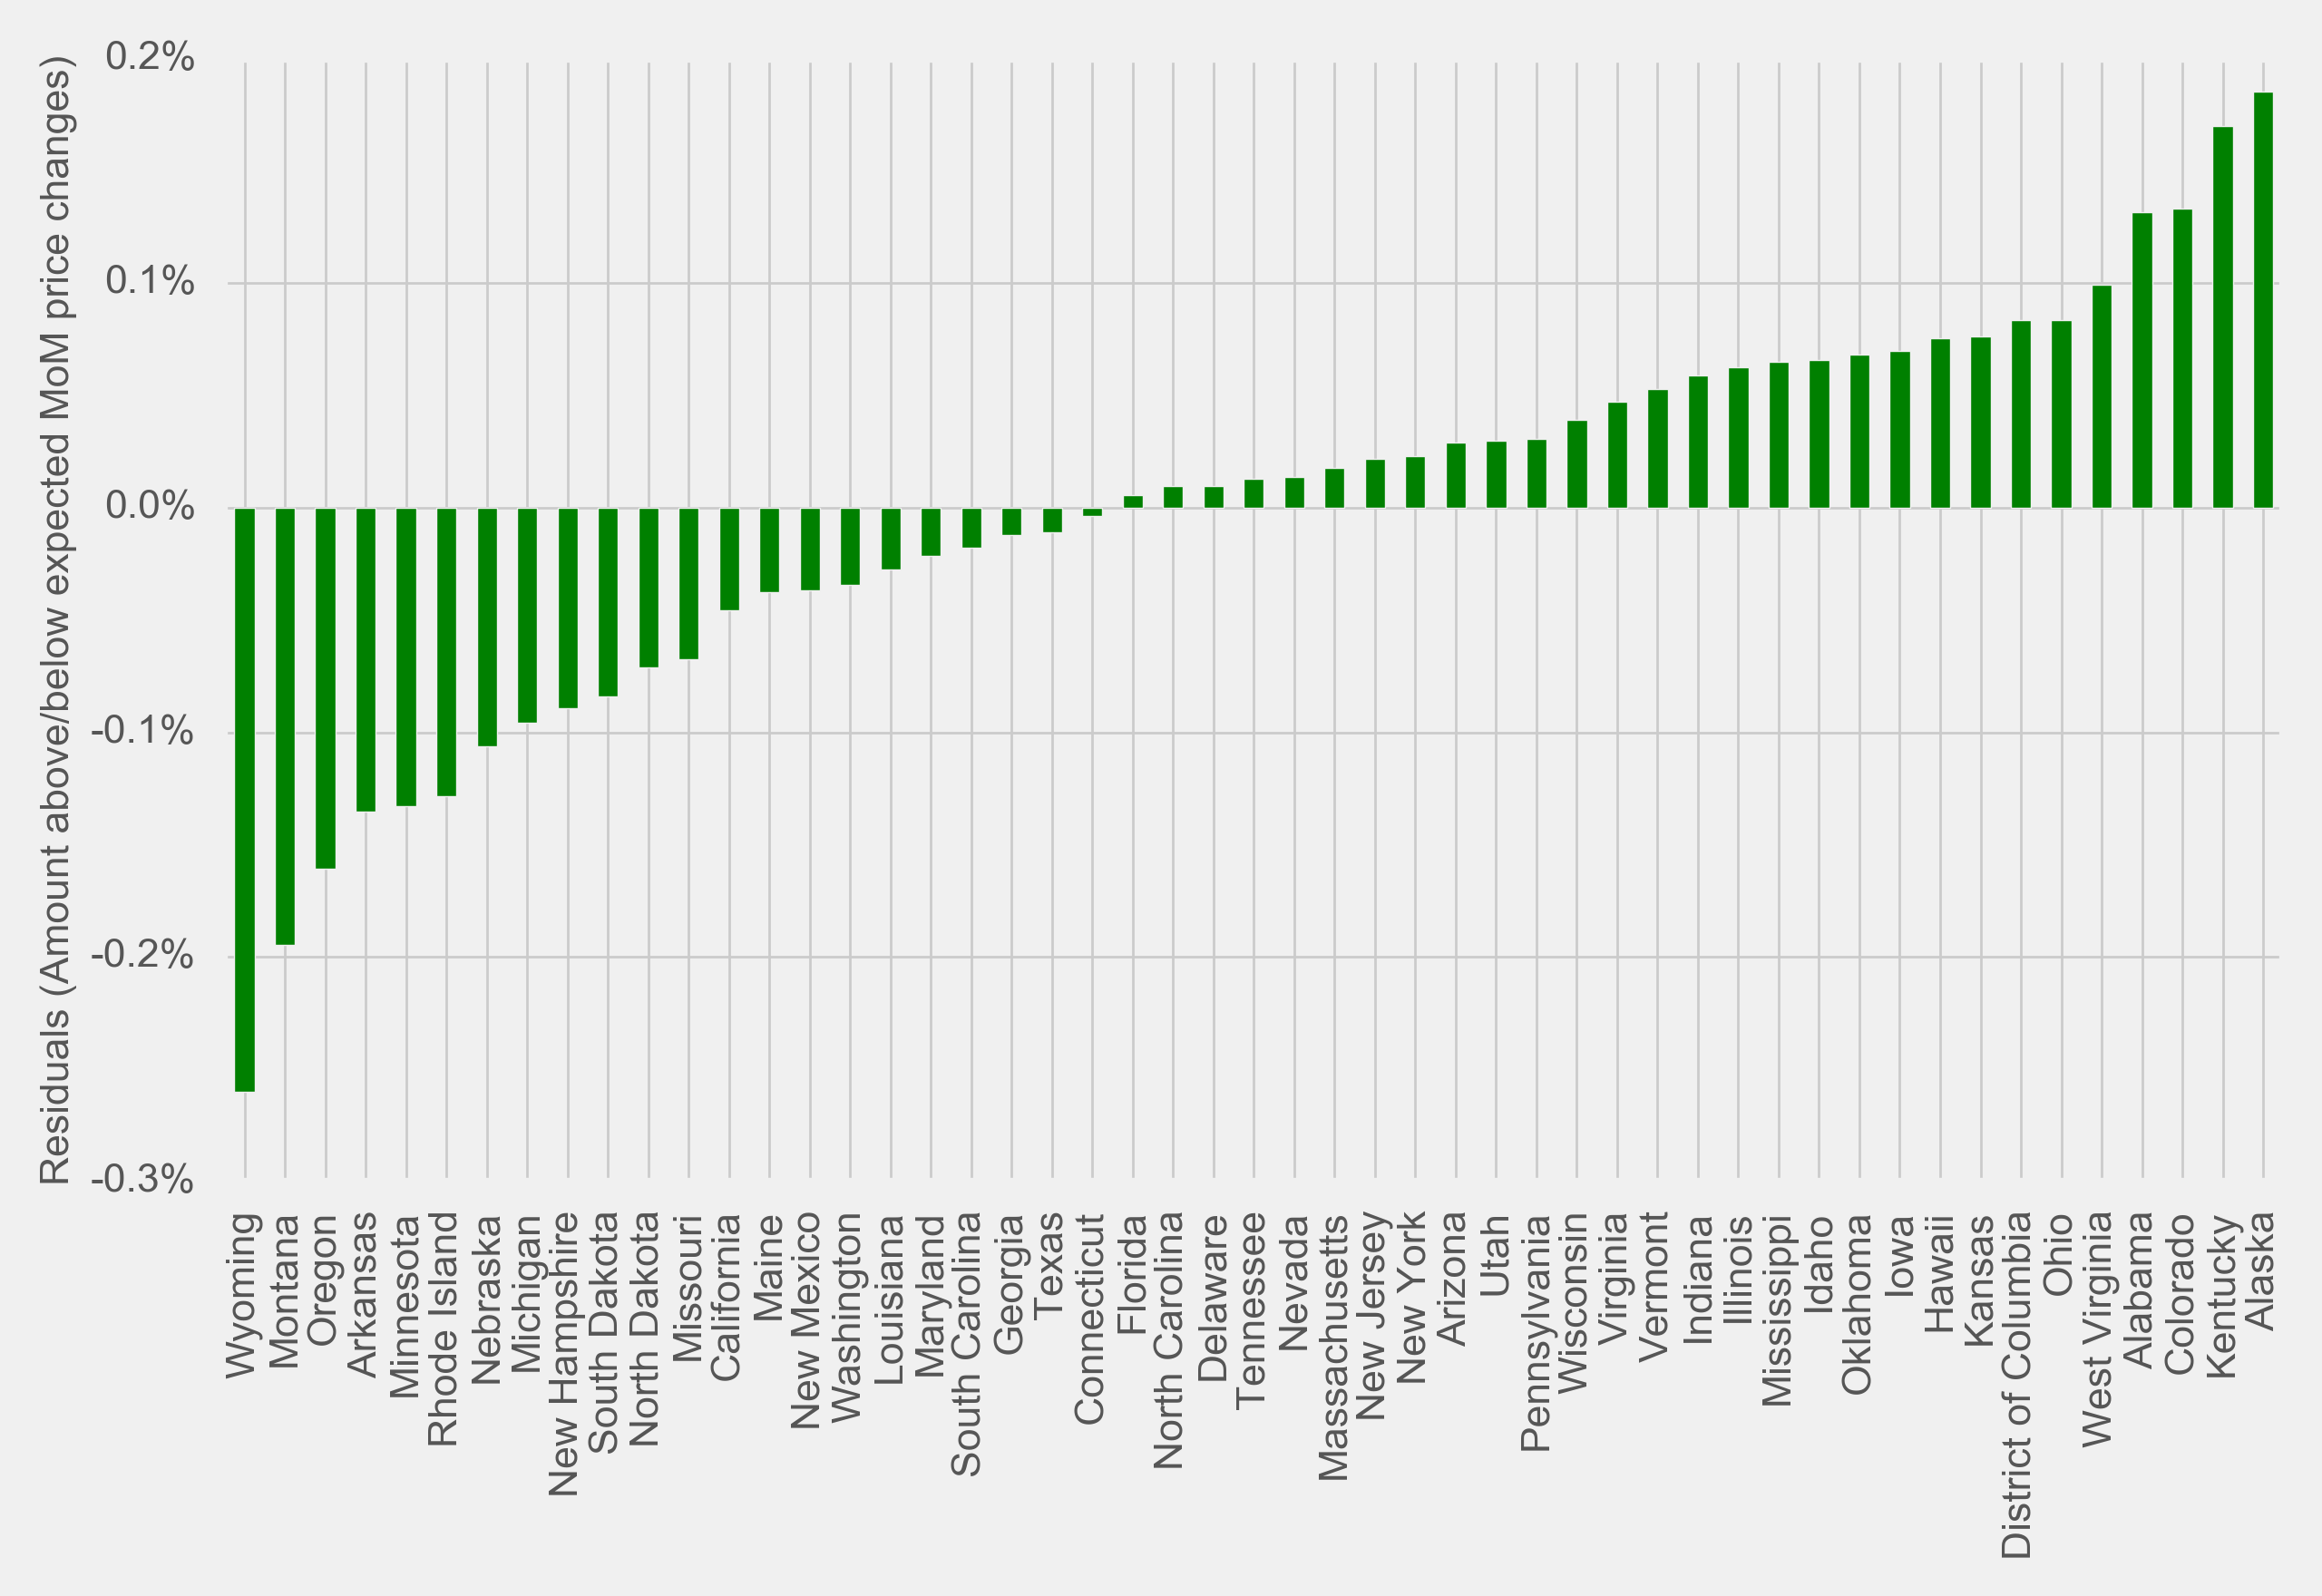 Residuals (Amount above/below expected MoM price changes)
0.2%
0.1%
0.0%
-0.1%
-0.2%
-0.3%
Wyoming
Montana
Oregon
Arkansas
Minnesota
Rhode Island
Nebraska
Michigan
New Hampshire
South Dakota
North Dakota
Missouri
California
Maine
New Mexico
Washington
Louisiana
Maryland
South Carolina
Georgia
Texas
Connecticut
Florida
North Carolina
Delaware
Tennessee
Nevada
Massachusetts
New Jersey
New York
Arizona
Utah
Pennsylvania
Wisconsin
Virginia
Vermont
Indiana
Illinois
Mississippi
Idaho
Oklahoma
Iowa
Hawaii
Kansas
District of Columbia
Ohio
West Virginia
Alabama
Colorado
Kentucky
Alaska